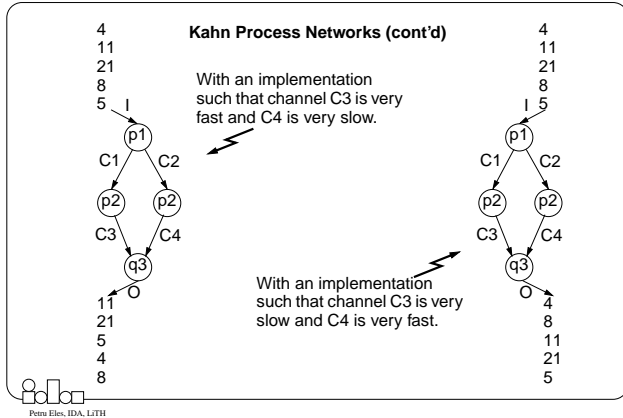 Kahn Process Networks (cont'd)
4
11
21
8
5
I
With an implementation
such that channel C3 is very
fast and C4 is very slow.
p1
C1
C2
p2
p2
C3
C4
q3
O
11
21
5
4
8
4
11
21
8
5
I
p1
C1
C2
p2
p2
C3
C4
q3
O
With an implementation
such that channel C3 is very
slow and C4 is very fast.
4
8
11
21
5
Petru Eles, IDA, LiTH